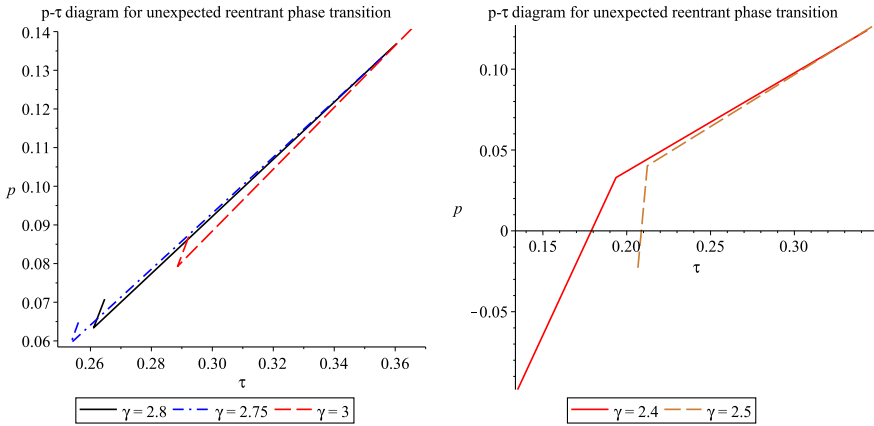 p-τ diagram for unexpected reentrant phase transition
0.14
0.13
0.12
0.11
0.10
0.09
0.08
0.07
0.06
p
0.26 0.28 0.30 0.32 0.34 0.36
τ
γ = 2.8 γ = 2.75 γ = 3
p-τ diagram for unexpected reentrant phase transition
0.10
0.05
p
0
-0.05
0.15 0.20 0.25 0.30
τ
γ = 2.4 γ = 2.5